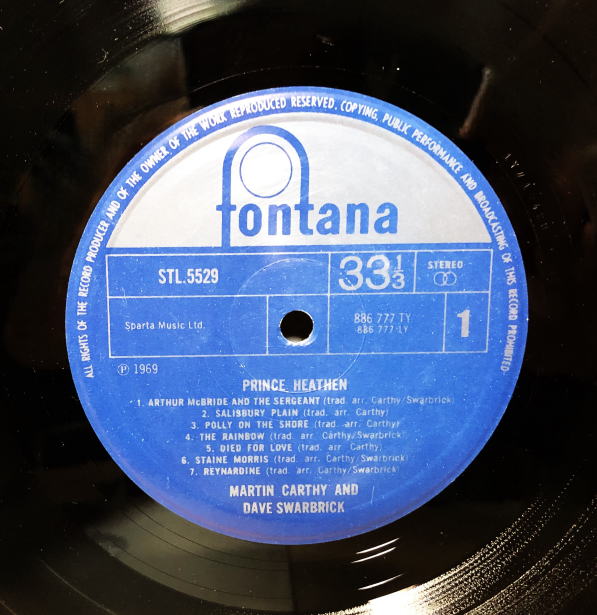 ALL RIGHTS OF THE RECORD PRODUCER AND OF THE OWNER OF THE WORK REPRODUCED RESERVED. COPYING, PUBLIC PERFORMANCE AND BROADCASTING OF THIS RECORD PROHIBITED
fontana
STL.5529
33 1/3
STEREO
Sparta Music Ltd.
886 777 TY
886 777 LY
1
Ⓟ 1969
PRINCE HEATHEN
1. ARTHUR McBRIDE AND THE SERGEANT (trad. arr. Carthy/Swarbrick)
2. SALISBURY PLAIN (trad. arr. Carthy)
3. POLLY ON THE SHORE (trad. arr. Carthy)
4. THE RAINBOW (trad. arr. Carthy/Swarbrick)
5. DIED FOR LOVE (trad. arr. Carthy)
6. STAINE MORRIS (trad. arr. Carthy/Swarbrick)
7. REYNARDINE (trad. arr. Carthy/Swarbrick)
MARTIN CARTHY AND
DAVE SWARBRICK